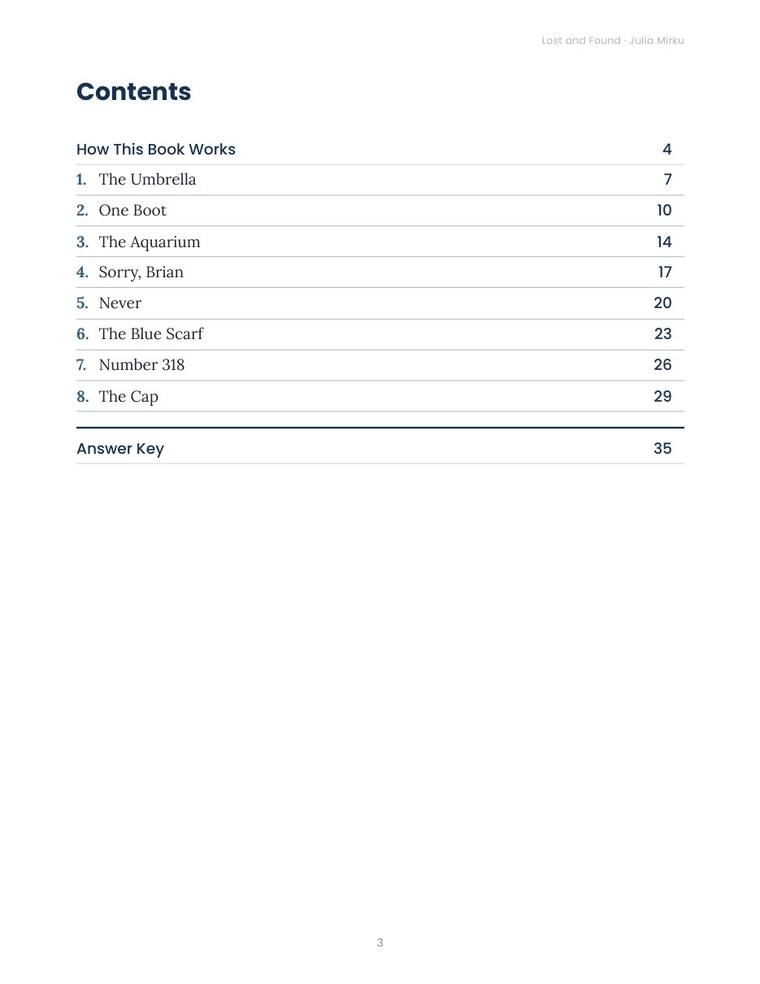 Lost and Found · Julia Mirku
Contents
How This Book Works 4
1. The Umbrella 7
2. One Boot 10
3. The Aquarium 14
4. Sorry, Brian 17
5. Never 20
6. The Blue Scarf 23
7. Number 318 26
8. The Cap 29
Answer Key 35
3